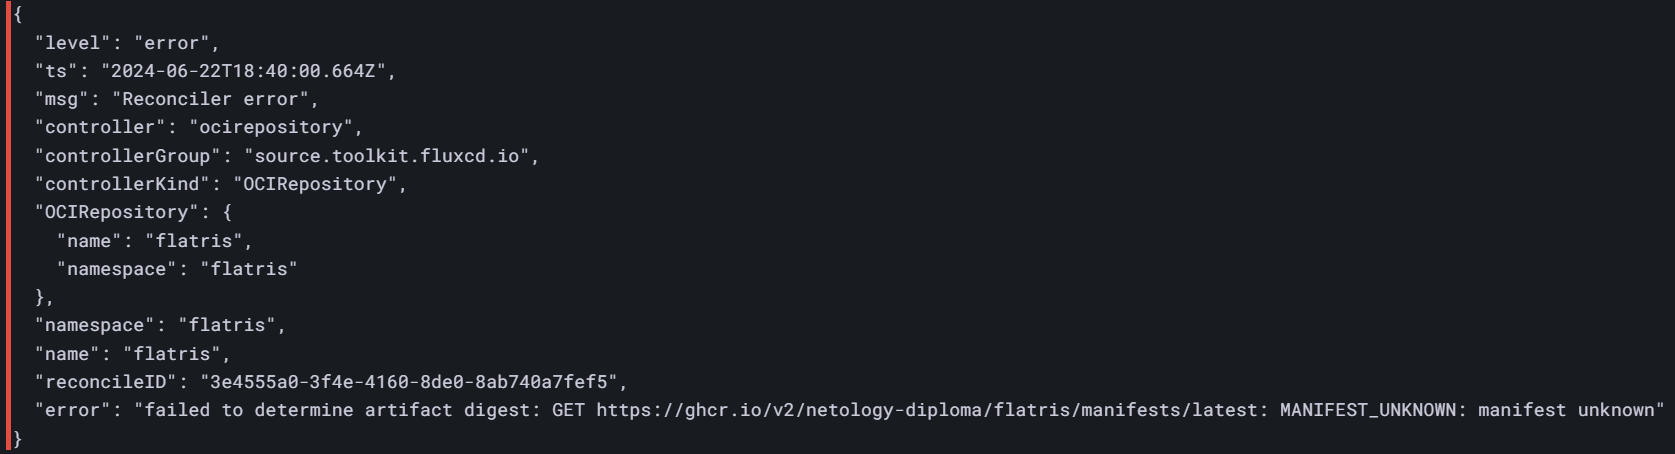 {
  "level": "error",
  "ts": "2024-06-22T18:40:00.664Z",
  "msg": "Reconciler error",
  "controller": "ocirepository",
  "controllerGroup": "source.toolkit.fluxcd.io",
  "controllerKind": "OCIRepository",
  "OCIRepository": {
    "name": "flatris",
    "namespace": "flatris"
  },
  "namespace": "flatris",
  "name": "flatris",
  "reconcileID": "3e4555a0-3f4e-4160-8de0-8ab740a7fef5",
  "error": "failed to determine artifact digest: GET https://ghcr.io/v2/netology-diploma/flatris/manifests/latest: MANIFEST_UNKNOWN: manifest unknown"
}